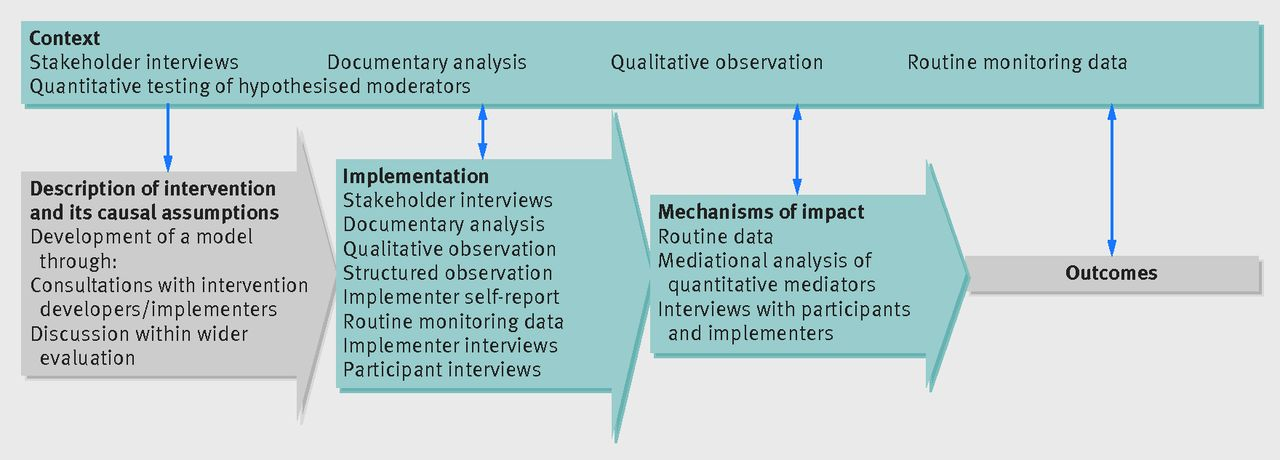 Context
Stakeholder interviews Documentary analysis Qualitative observation Routine monitoring data
Quantitative testing of hypothesised moderators
Description of intervention
and its causal assumptions
Development of a model
through:
Consultations with intervention
developers/implementers
Discussion within wider
evaluation
Implementation
Stakeholder interviews
Documentary analysis
Qualitative observation
Structured observation
Implementer self-report
Routine monitoring data
Implementer interviews
Participant interviews
Mechanisms of impact
Routine data
Mediational analysis of
quantitative mediators
Interviews with participants
and implementers
Outcomes